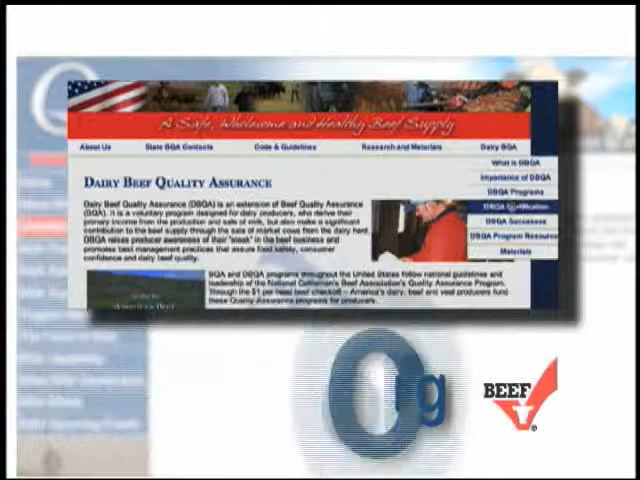 A Safe, Wholesome and Healthy Beef Supply
About Us State BQA Contacts Code & Guidelines Research and Materials Dairy BQA
What is DBQA
Importance of DBQA
DBQA Programs
DBQA Certification
DBQA Successes
DBQA Program Resource
Materials
DAIRY BEEF QUALITY ASSURANCE
Dairy Beef Quality Assurance (DBQA) is an extension of Beef Quality Assurance
(BQA). It is a voluntary program designed for dairy producers, who derive their
primary income from the production and sale of milk, but also make a significant
contribution to the beef supply through the sale of market cows from the dairy herd.
DBQA raises producer awareness of their "steak" in the beef business and
promotes best management practices that assure food safety, consumer
confidence and dairy beef quality.
BQA and DBQA programs throughout the United States follow national guidelines and
leadership of the National Cattlemen's Beef Association's Quality Assurance Program.
Through the $1 per head beef checkoff – America's dairy, beef and veal producers fund
these Quality Assurance programs for producers.
America's Beef
Org
BEEF
®